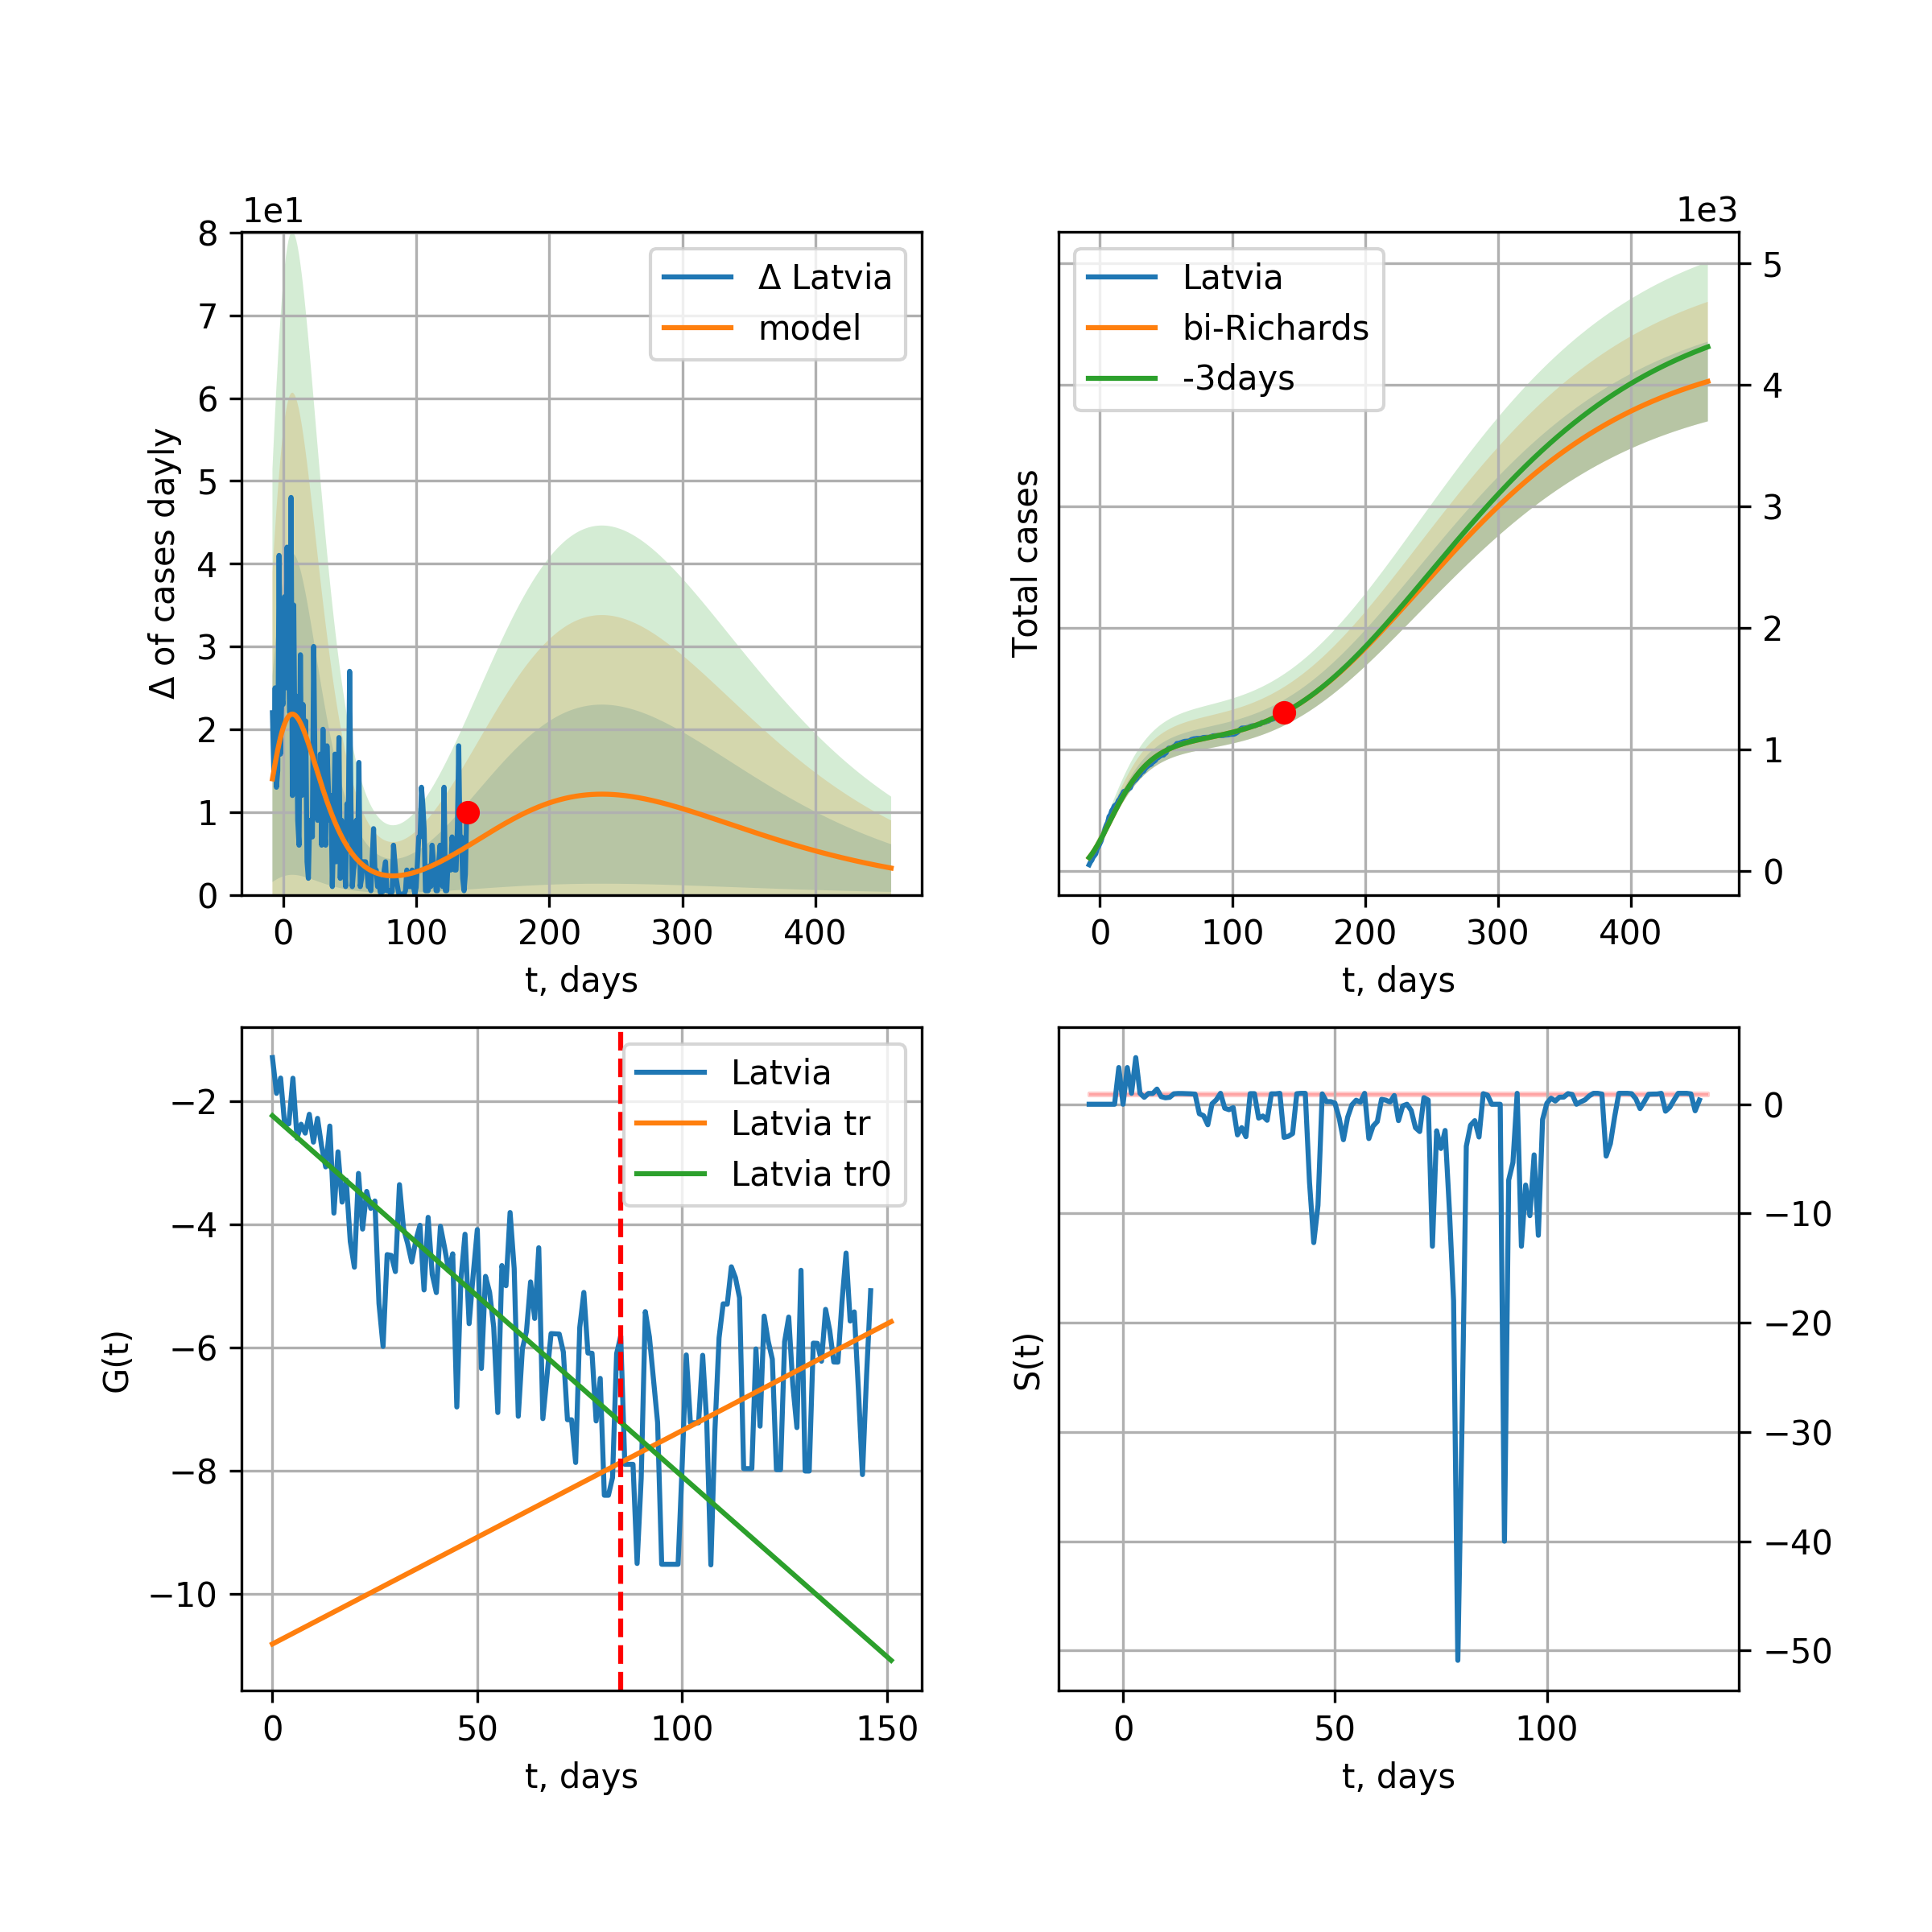 1e1
8
7
6
5
4
3
2
1
0
Δ of cases dayly
Δ Latvia
model
0 100 200 300 400
t, days
1e3
5
4
3
2
1
0
Total cases
Latvia
bi-Richards
-3days
0 100 200 300 400
t, days
−2
−4
−6
−8
−10
G(t)
Latvia
Latvia tr
Latvia tr0
0 50 100 150
t, days
0
−10
−20
−30
−40
−50
S(t)
0 50 100
t, days